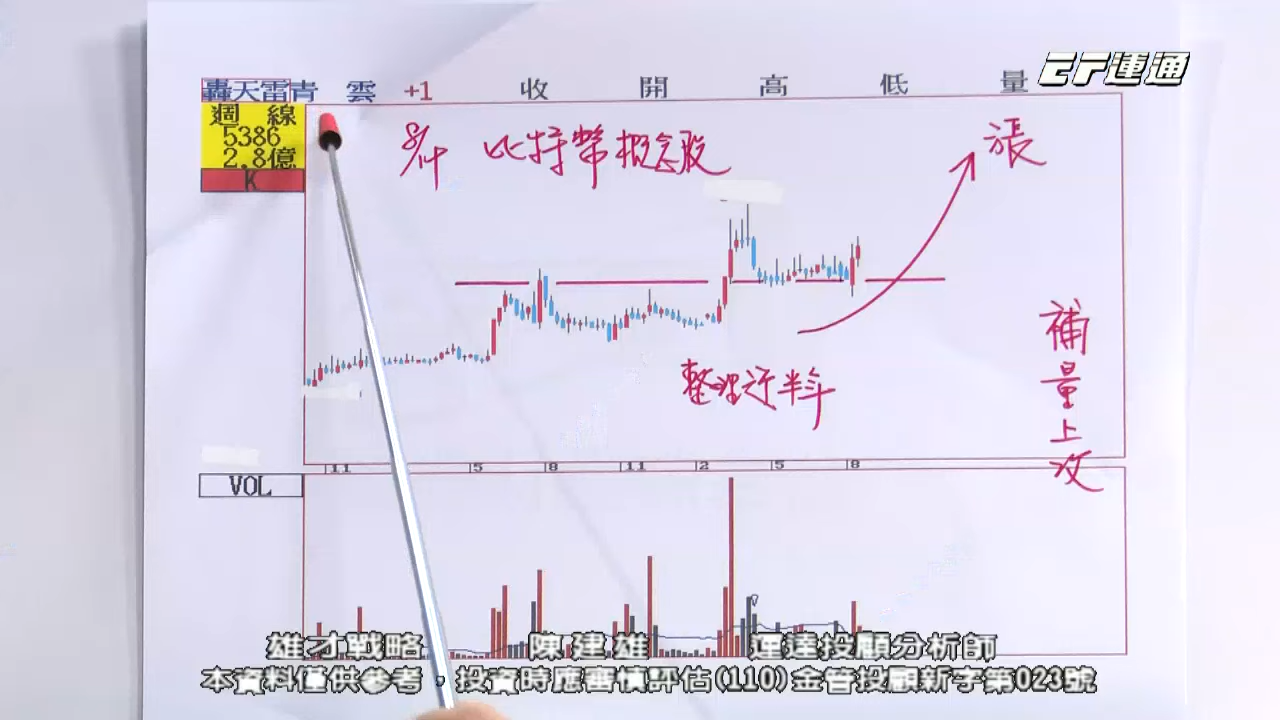 EF運通
轟天雷青 雲 +1 收 開 高 低 量
週 線
5386
2.8億
K
8/14 比特幣概念股
漲
整理近半年
補量上攻
11 5 8 11 2 5 8
VOL
雄才戰略 陳建雄 運達投顧分析師
本資料僅供參考，投資時應審慎評估(110)金管投顧新字第023號